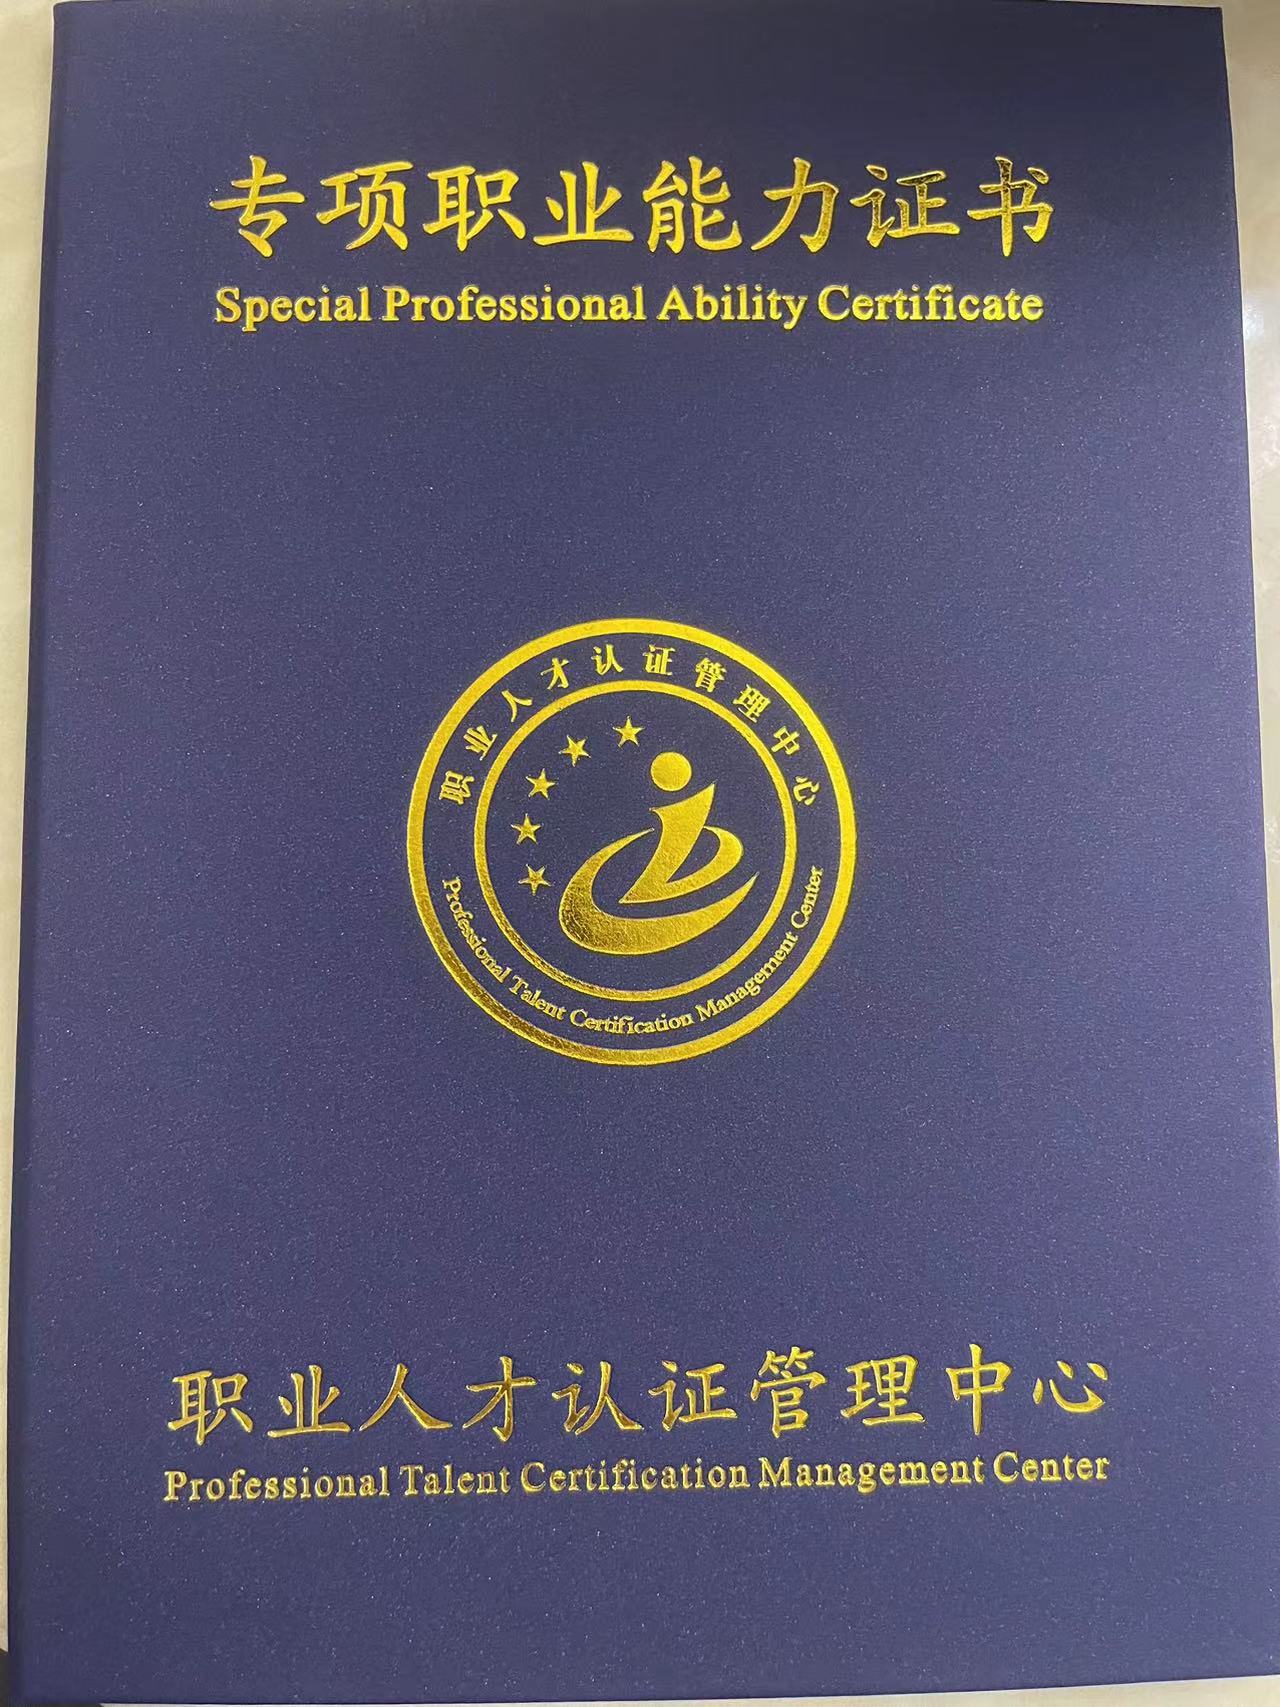 专项职业能力证书
Special Professional Ability Certificate
职业人才认证管理中心
Professional Talent Certification Management Center
职业人才认证管理中心
Professional Talent Certification Management Center